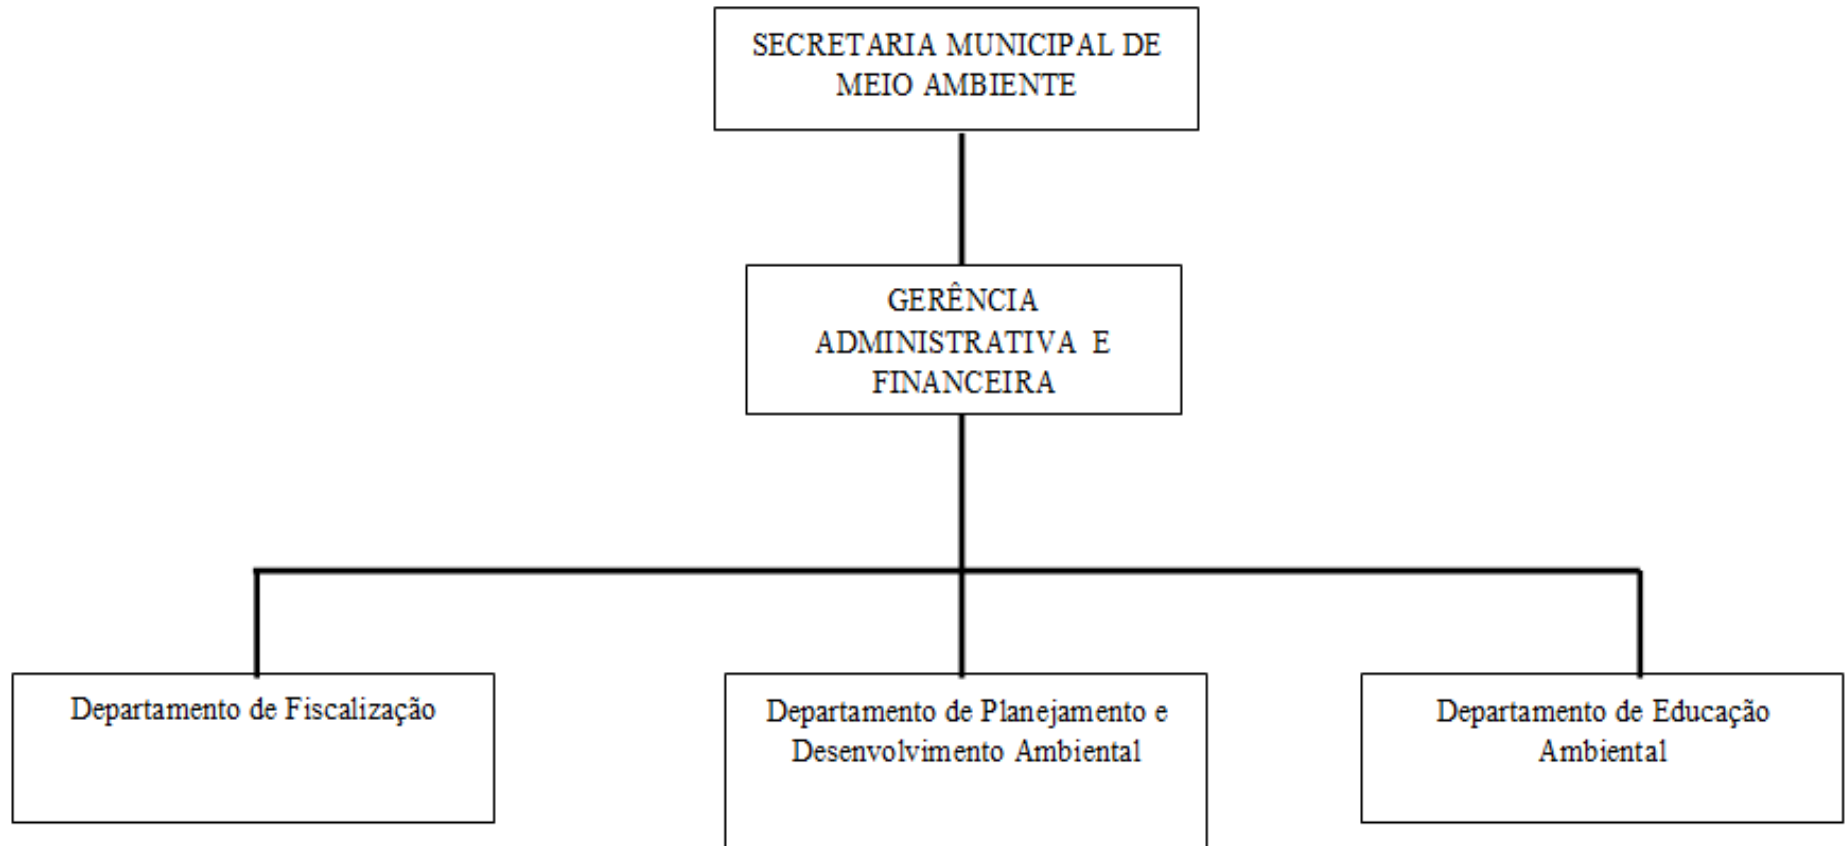 SECRETARIA MUNICIPAL DE
MEIO AMBIENTE
GERÊNCIA
ADMINISTRATIVA E
FINANCEIRA
Departamento de Fiscalização
Departamento de Planejamento e
Desenvolvimento Ambiental
Departamento de Educação
Ambiental